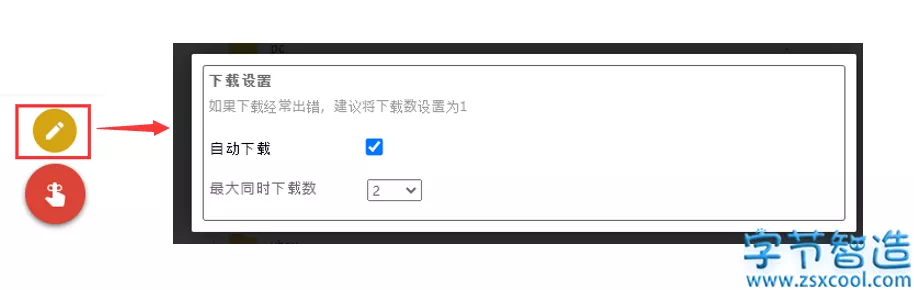 pc
下载设置
如果下载经常出错，建议将下载数设置为1
自动下载
最大同时下载数
2
字节智造
www.zsxcool.com